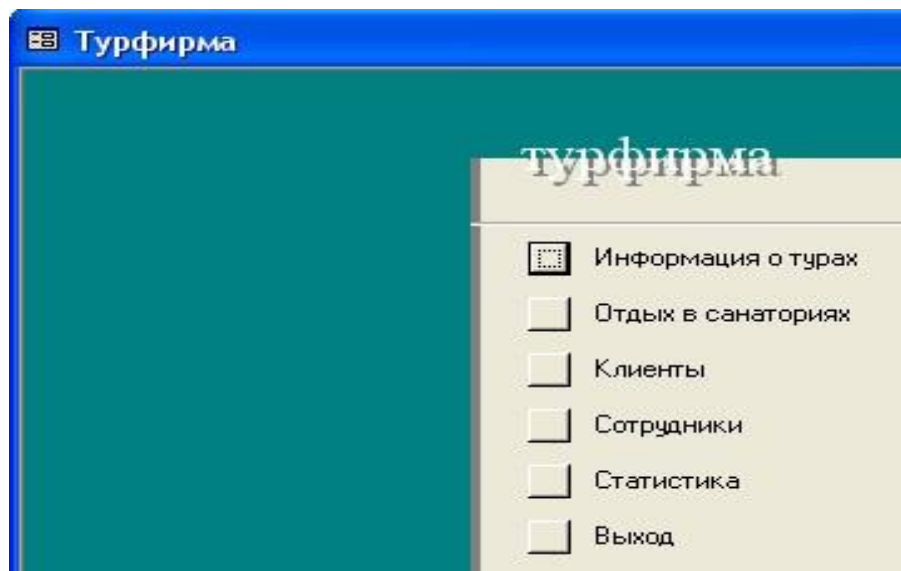 Турфирма
турфирма
Информация о турах
Отдых в санаториях
Клиенты
Сотрудники
Статистика
Выход